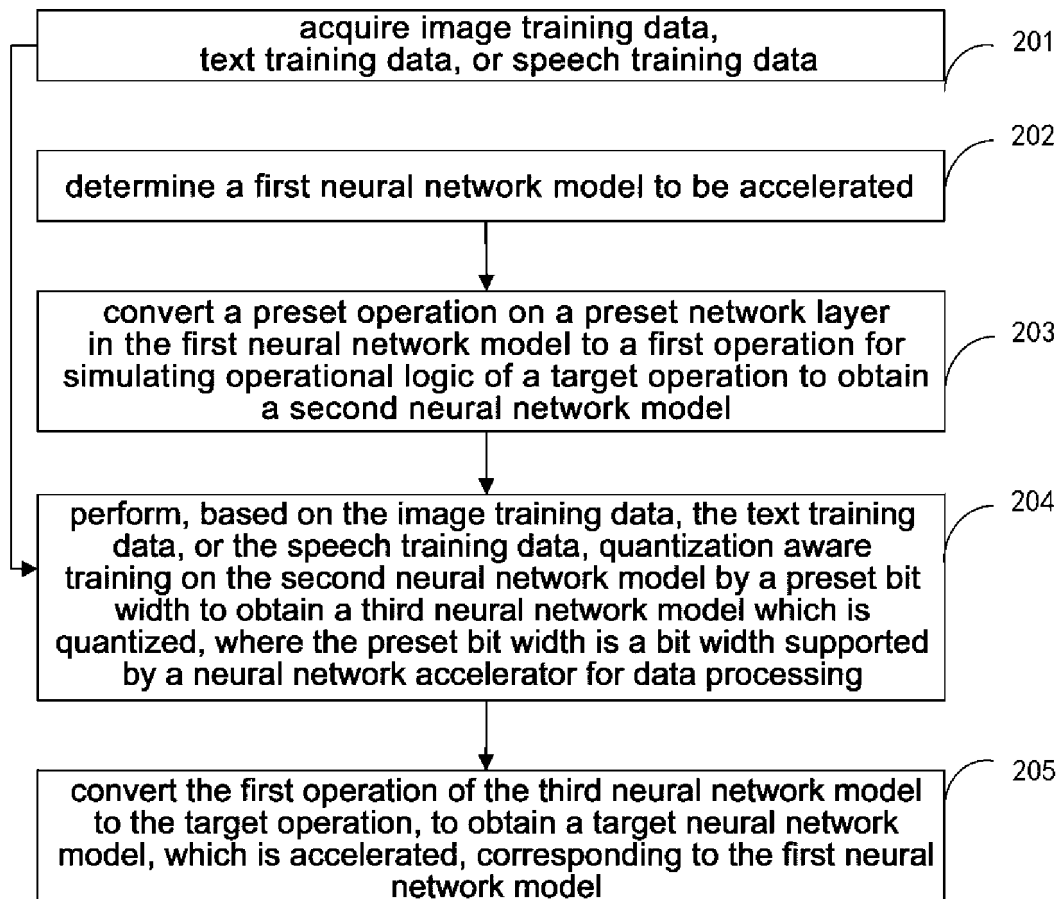 acquire image training data,
text training data, or speech training data
201
202
determine a first neural network model to be accelerated
convert a preset operation on a preset network layer
in the first neural network model to a first operation for
simulating operational logic of a target operation to obtain
a second neural network model
203
perform, based on the image training data, the text training
data, or the speech training data, quantization aware
training on the second neural network model by a preset bit
width to obtain a third neural network model which is
quantized, where the preset bit width is a bit width supported
by a neural network accelerator for data processing
204
convert the first operation of the third neural network model
to the target operation, to obtain a target neural network
model, which is accelerated, corresponding to the first neural
network model
205